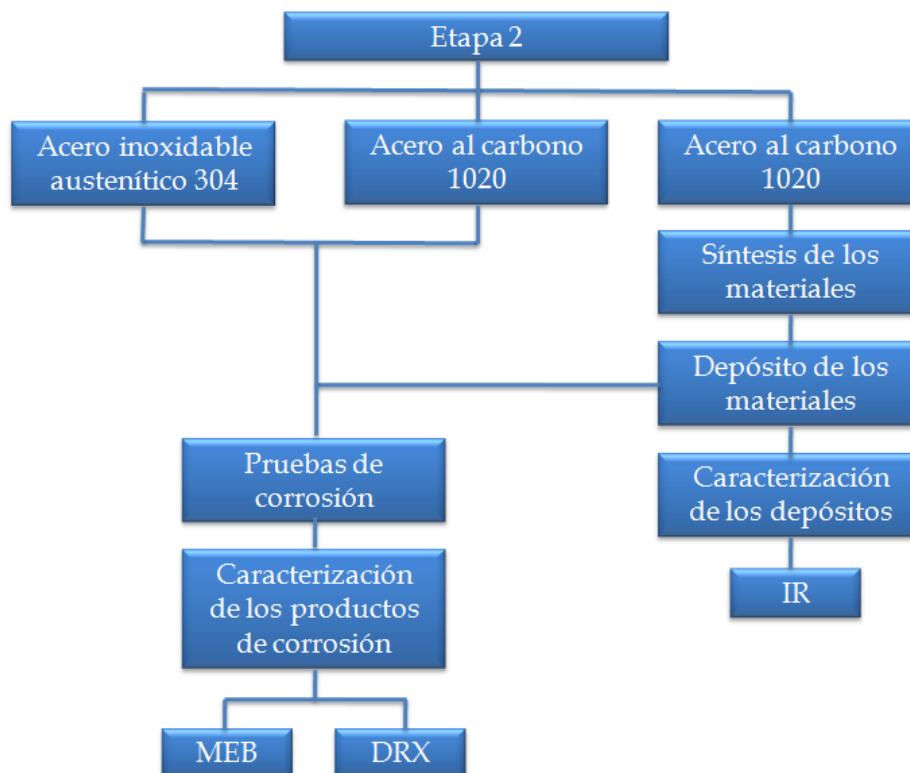 Etapa 2
Acero inoxidable
austenítico 304
Acero al carbono
1020
Acero al carbono
1020
Síntesis de los
materiales
Depósito de los
materiales
Caracterización
de los depósitos
IR
Pruebas de
corrosión
Caracterización
de los productos
de corrosión
MEB
DRX